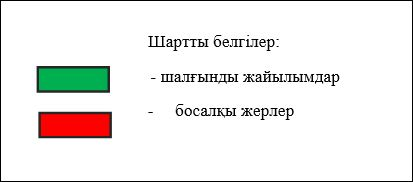 Шартты белгілер:
- шалғынды жайылымдар
- босалқы жерлер